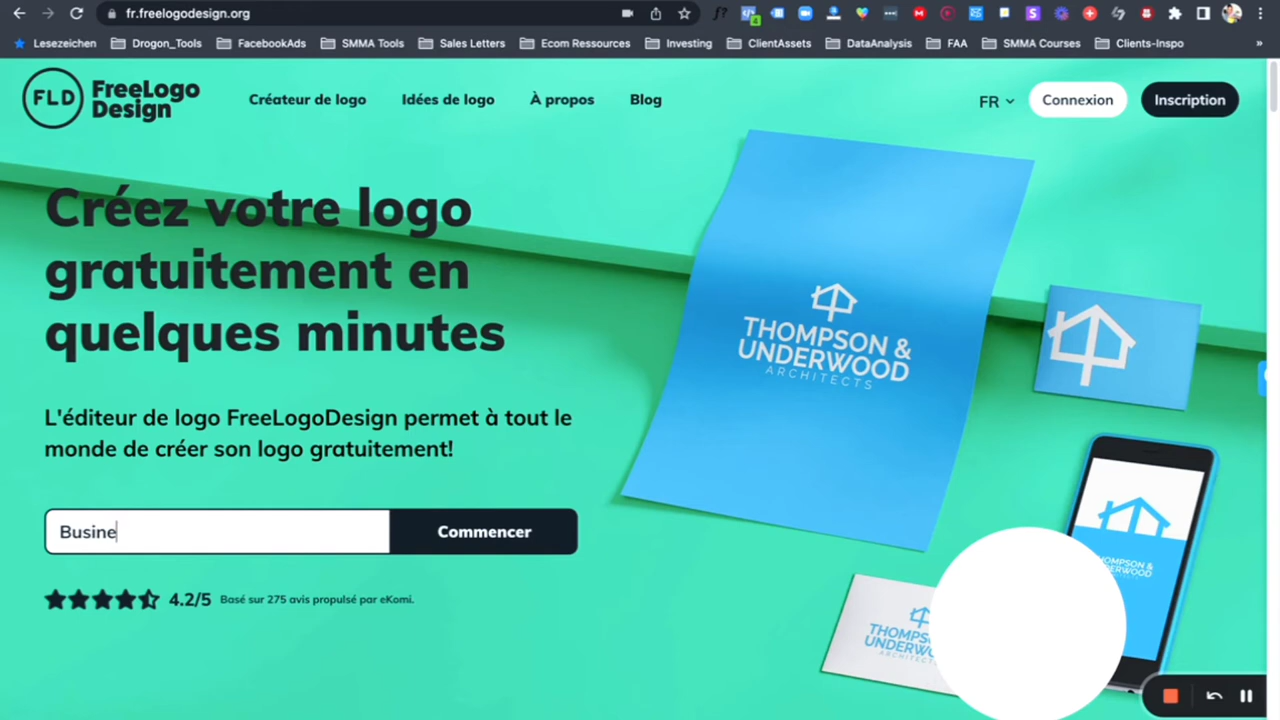 fr.freelogodesign.org
Lesezeichen
Drogon_Tools
FacebookAds
SMMA Tools
Sales Letters
Ecom Ressources
Investing
ClientAssets
DataAnalysis
FAA
SMMA Courses
Clients-Inspo
»
FLD
FreeLogo
Design
Créateur de logo
Idées de logo
À propos
Blog
FR
Connexion
Inscription
Créez votre logo
gratuitement en
quelques minutes
L'éditeur de logo FreeLogoDesign permet à tout le
monde de créer son logo gratuitement!
Busine
Commencer
4.2/5
Basé sur 275 avis propulsé par eKomi.
THOMPSON &
UNDERWOOD
ARCHITECTS
THOMPSON &
UNDERWOOD
ARCHITECTS